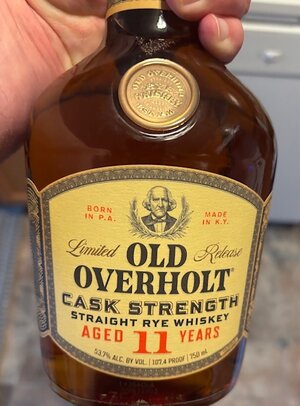 OLD OVERHOLT
WHISKEY
BORN
IN P.A.
MADE
IN K.Y.
Limited Release
OLD
OVERHOLT®
CASK STRENGTH
STRAIGHT RYE WHISKEY
AGED 11 YEARS
53.7% ALC. BY VOL. | 107.4 PROOF | 750 mL